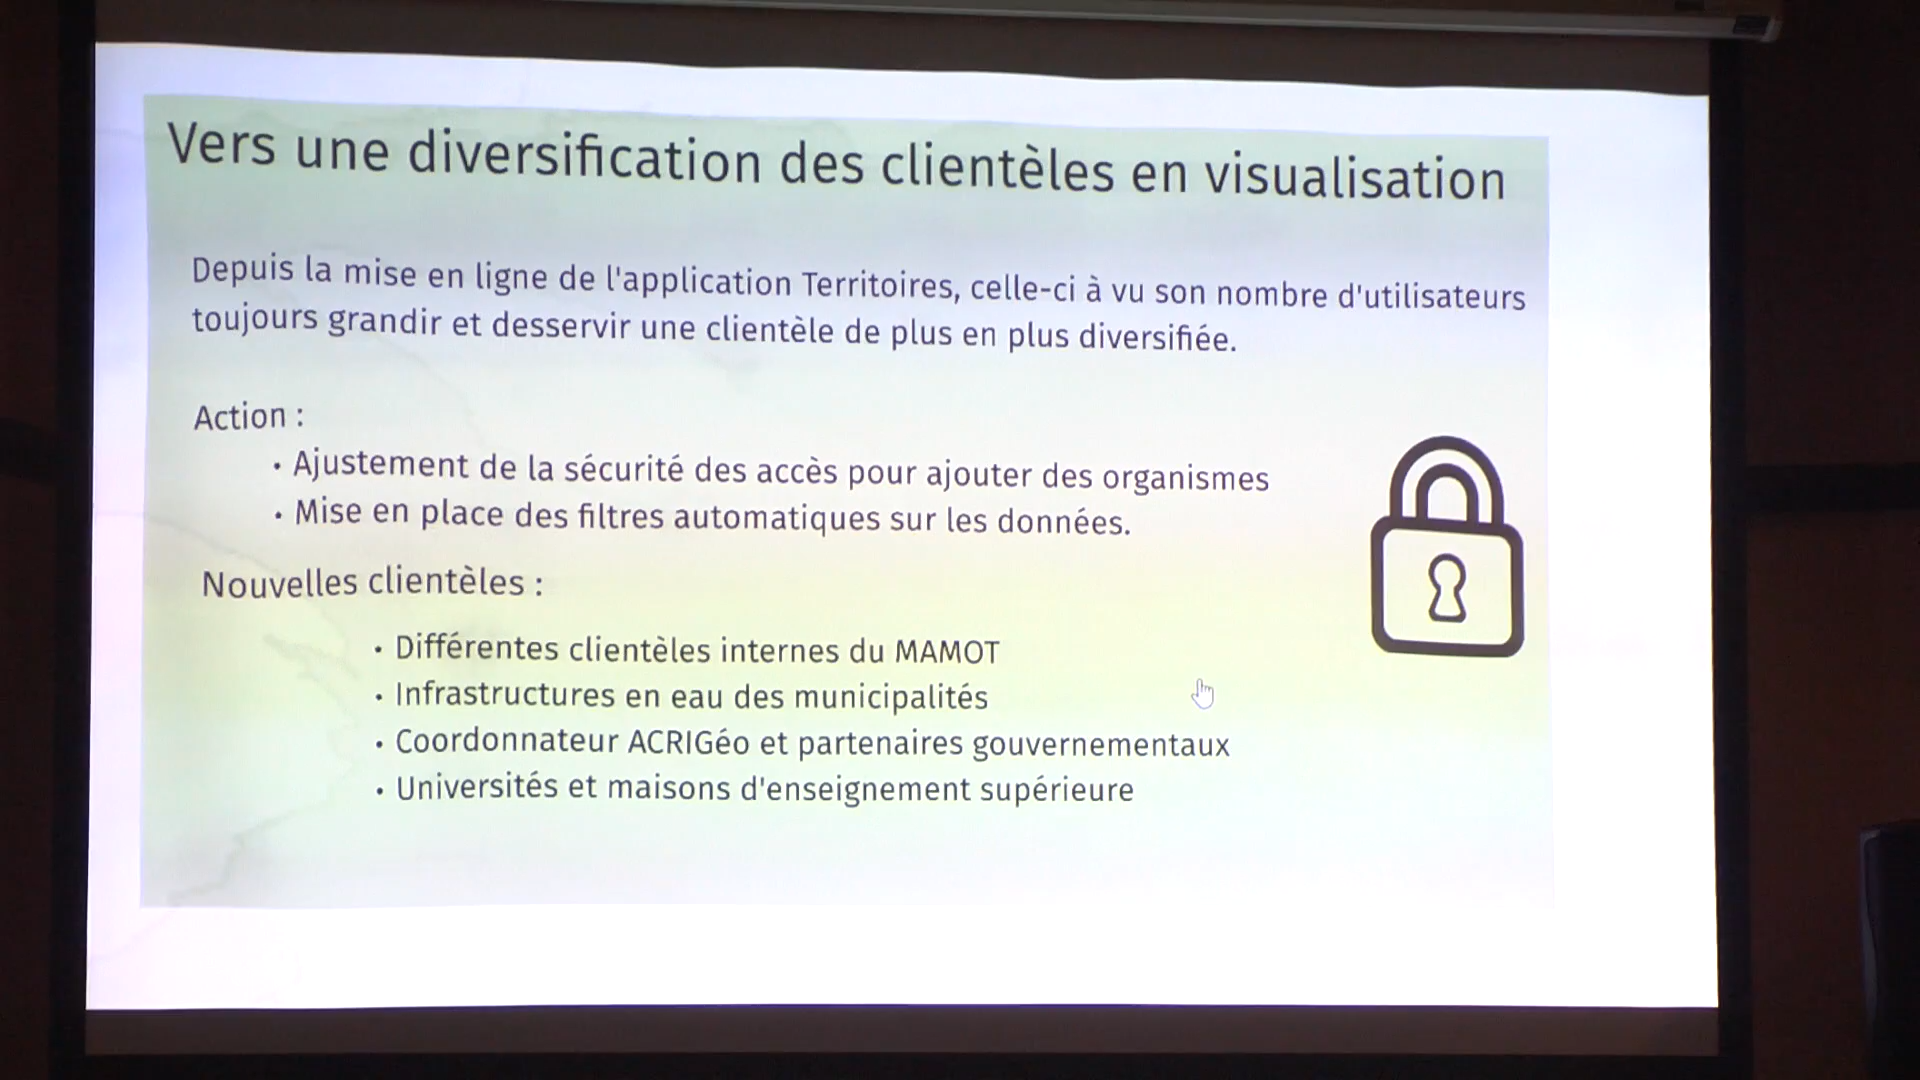 Vers une diversification des clientèles en visualisation
Depuis la mise en ligne de l'application Territoires, celle-ci à vu son nombre d'utilisateurs
toujours grandir et desservir une clientèle de plus en plus diversifiée.
Action :
• Ajustement de la sécurité des accès pour ajouter des organismes
• Mise en place des filtres automatiques sur les données.
Nouvelles clientèles :
• Différentes clientèles internes du MAMOT
• Infrastructures en eau des municipalités
• Coordonnateur ACRIGéo et partenaires gouvernementaux
• Universités et maisons d'enseignement supérieure